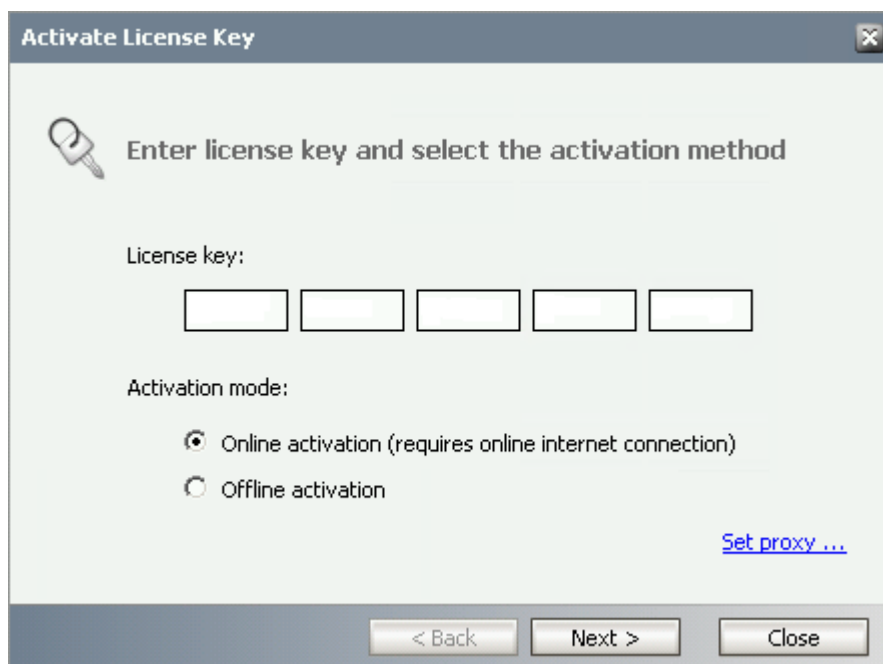 Activate License Key
Enter license key and select the activation method
License key:
Activation mode:
Online activation (requires online internet connection)
Offline activation
Set proxy ...
< Back Next > Close